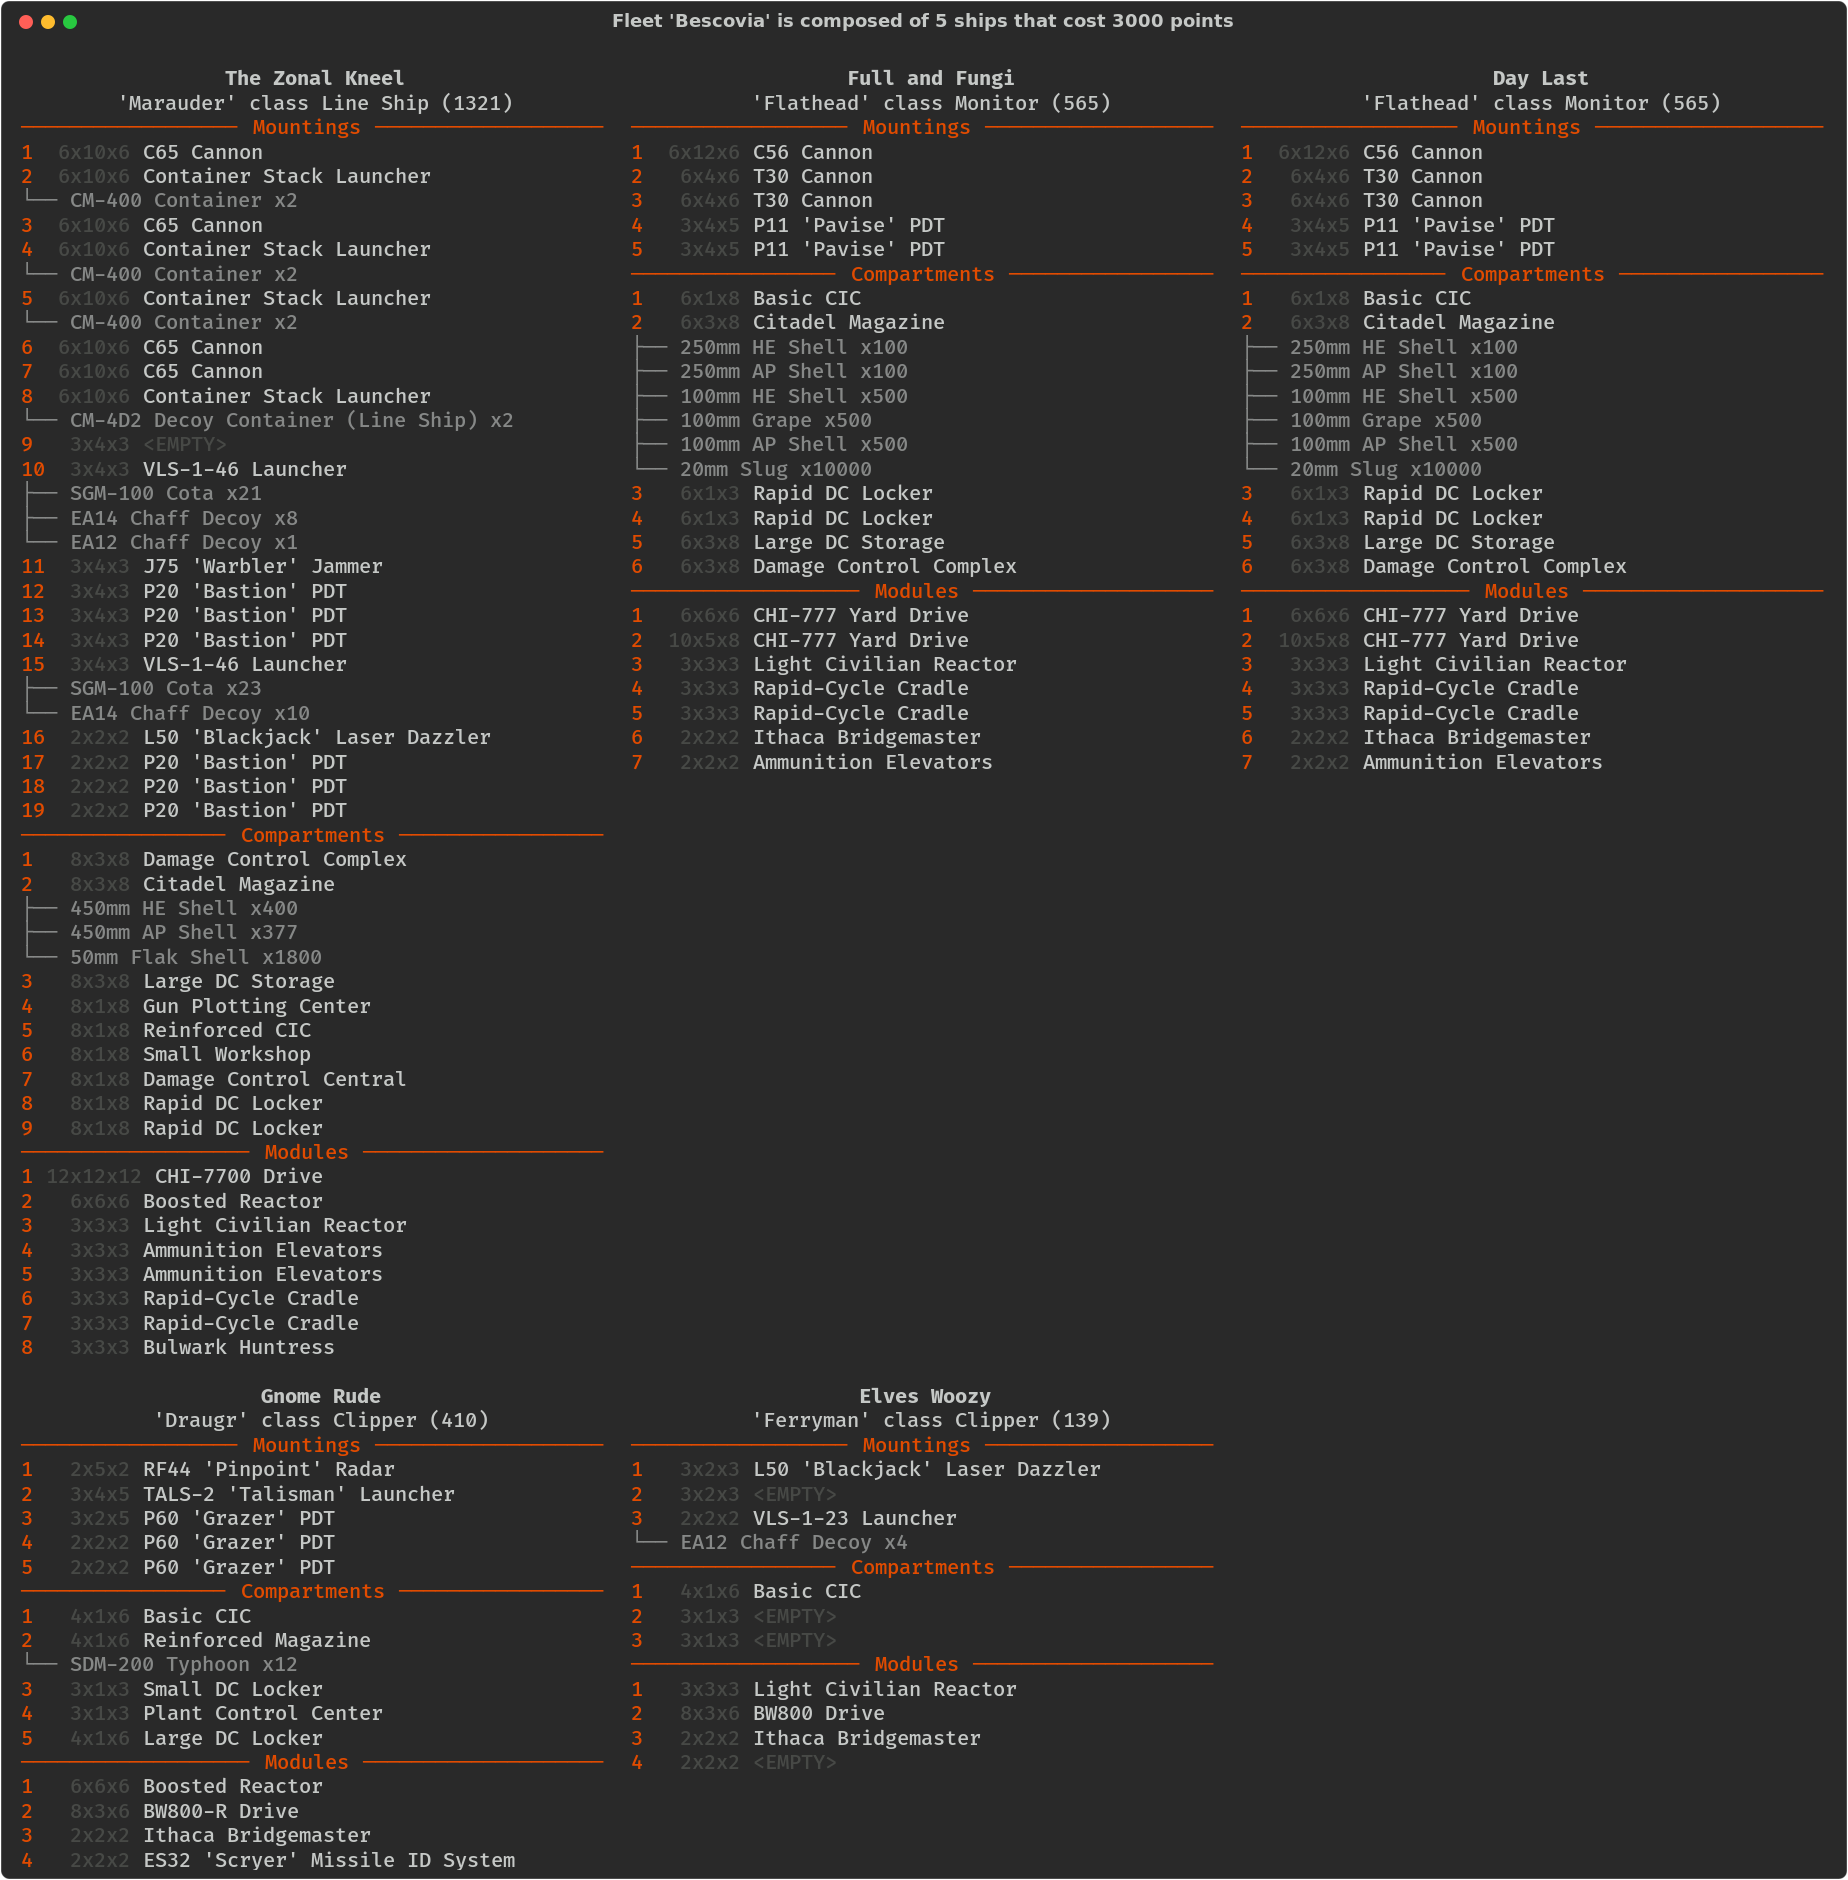 Fleet 'Bescovia' is composed of 5 ships that cost 3000 points
The Zonal Kneel
'Marauder' class Line Ship (1321)
Mountings
1 6x10x6 C65 Cannon
2 6x10x6 Container Stack Launcher
└── CM-400 Container x2
3 6x10x6 C65 Cannon
4 6x10x6 Container Stack Launcher
└── CM-400 Container x2
5 6x10x6 Container Stack Launcher
└── CM-400 Container x2
6 6x10x6 C65 Cannon
7 6x10x6 C65 Cannon
8 6x10x6 Container Stack Launcher
└── CM-4D2 Decoy Container (Line Ship) x2
9 3x4x3 <EMPTY>
10 3x4x3 VLS-1-46 Launcher
├── SGM-100 Cota x21
├── EA14 Chaff Decoy x8
└── EA12 Chaff Decoy x1
11 3x4x3 J75 'Warbler' Jammer
12 3x4x3 P20 'Bastion' PDT
13 3x4x3 P20 'Bastion' PDT
14 3x4x3 P20 'Bastion' PDT
15 3x4x3 VLS-1-46 Launcher
├── SGM-100 Cota x23
└── EA14 Chaff Decoy x10
16 2x2x2 L50 'Blackjack' Laser Dazzler
17 2x2x2 P20 'Bastion' PDT
18 2x2x2 P20 'Bastion' PDT
19 2x2x2 P20 'Bastion' PDT
Compartments
1 8x3x8 Damage Control Complex
2 8x3x8 Citadel Magazine
├── 450mm HE Shell x400
├── 450mm AP Shell x377
└── 50mm Flak Shell x1800
3 8x3x8 Large DC Storage
4 8x1x8 Gun Plotting Center
5 8x1x8 Reinforced CIC
6 8x1x8 Small Workshop
7 8x1x8 Damage Control Central
8 8x1x8 Rapid DC Locker
9 8x1x8 Rapid DC Locker
Modules
1 12x12x12 CHI-7700 Drive
2 6x6x6 Boosted Reactor
3 3x3x3 Light Civilian Reactor
4 3x3x3 Ammunition Elevators
5 3x3x3 Ammunition Elevators
6 3x3x3 Rapid-Cycle Cradle
7 3x3x3 Rapid-Cycle Cradle
8 3x3x3 Bulwark Huntress
Full and Fungi
'Flathead' class Monitor (565)
Mountings
1 6x12x6 C56 Cannon
2 6x4x6 T30 Cannon
3 6x4x6 T30 Cannon
4 3x4x5 P11 'Pavise' PDT
5 3x4x5 P11 'Pavise' PDT
Compartments
1 6x1x8 Basic CIC
2 6x3x8 Citadel Magazine
├── 250mm HE Shell x100
├── 250mm AP Shell x100
├── 100mm HE Shell x500
├── 100mm Grape x500
├── 100mm AP Shell x500
└── 20mm Slug x10000
3 6x1x3 Rapid DC Locker
4 6x1x3 Rapid DC Locker
5 6x3x8 Large DC Storage
6 6x3x8 Damage Control Complex
Modules
1 6x6x6 CHI-777 Yard Drive
2 10x5x8 CHI-777 Yard Drive
3 3x3x3 Light Civilian Reactor
4 3x3x3 Rapid-Cycle Cradle
5 3x3x3 Rapid-Cycle Cradle
6 2x2x2 Ithaca Bridgemaster
7 2x2x2 Ammunition Elevators
Day Last
'Flathead' class Monitor (565)
Mountings
1 6x12x6 C56 Cannon
2 6x4x6 T30 Cannon
3 6x4x6 T30 Cannon
4 3x4x5 P11 'Pavise' PDT
5 3x4x5 P11 'Pavise' PDT
Compartments
1 6x1x8 Basic CIC
2 6x3x8 Citadel Magazine
├── 250mm HE Shell x100
├── 250mm AP Shell x100
├── 100mm HE Shell x500
├── 100mm Grape x500
├── 100mm AP Shell x500
└── 20mm Slug x10000
3 6x1x3 Rapid DC Locker
4 6x1x3 Rapid DC Locker
5 6x3x8 Large DC Storage
6 6x3x8 Damage Control Complex
Modules
1 6x6x6 CHI-777 Yard Drive
2 10x5x8 CHI-777 Yard Drive
3 3x3x3 Light Civilian Reactor
4 3x3x3 Rapid-Cycle Cradle
5 3x3x3 Rapid-Cycle Cradle
6 2x2x2 Ithaca Bridgemaster
7 2x2x2 Ammunition Elevators
Gnome Rude
'Draugr' class Clipper (410)
Mountings
1 2x5x2 RF44 'Pinpoint' Radar
2 3x4x5 TALS-2 'Talisman' Launcher
3 3x2x5 P60 'Grazer' PDT
4 2x2x2 P60 'Grazer' PDT
5 2x2x2 P60 'Grazer' PDT
Compartments
1 4x1x6 Basic CIC
2 4x1x6 Reinforced Magazine
└── SDM-200 Typhoon x12
3 3x1x3 Small DC Locker
4 3x1x3 Plant Control Center
5 4x1x6 Large DC Locker
Modules
1 6x6x6 Boosted Reactor
2 8x3x6 BW800-R Drive
3 2x2x2 Ithaca Bridgemaster
4 2x2x2 ES32 'Scryer' Missile ID System
Elves Woozy
'Ferryman' class Clipper (139)
Mountings
1 3x2x3 L50 'Blackjack' Laser Dazzler
2 3x2x3 <EMPTY>
3 2x2x2 VLS-1-23 Launcher
└── EA12 Chaff Decoy x4
Compartments
1 4x1x6 Basic CIC
2 3x1x3 <EMPTY>
3 3x1x3 <EMPTY>
Modules
1 3x3x3 Light Civilian Reactor
2 8x3x6 BW800 Drive
3 2x2x2 Ithaca Bridgemaster
4 2x2x2 <EMPTY>